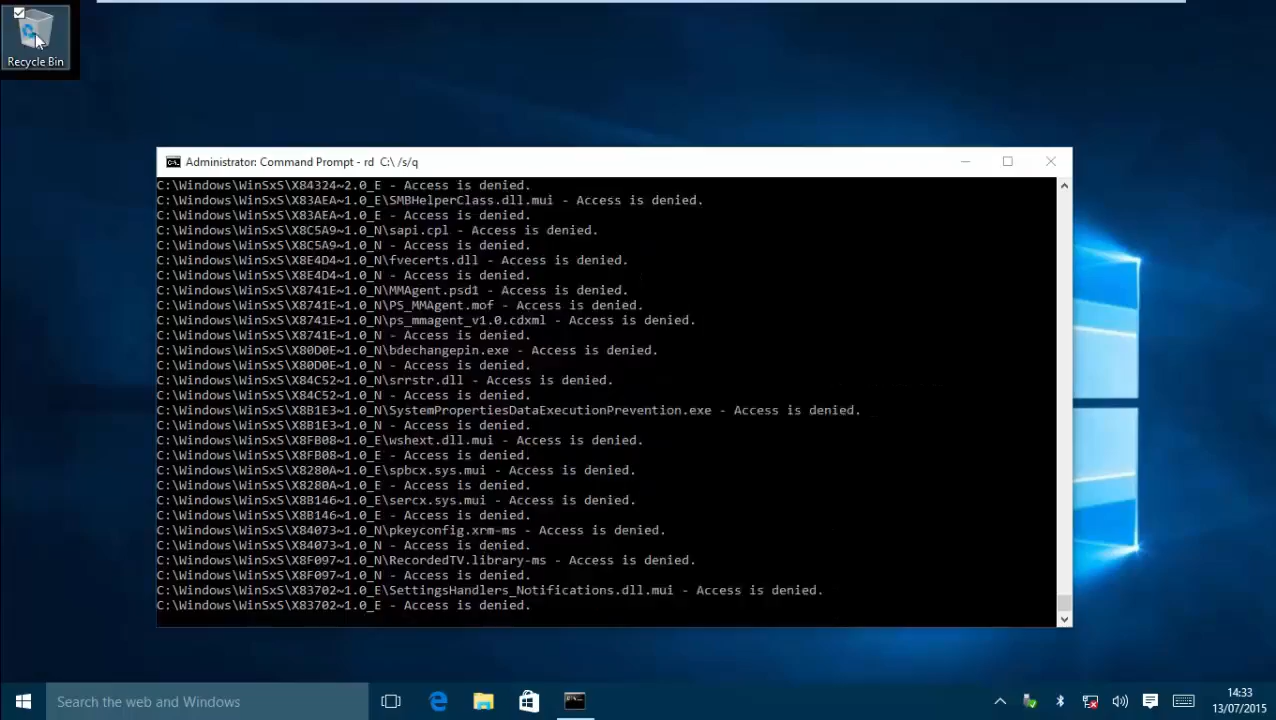 Recycle Bin
Administrator: Command Prompt - rd  C:\ /s/q
C:\Windows\WinSxS\X84324~2.0_E - Access is denied.
C:\Windows\WinSxS\X83AEA~1.0_E\SMBHelperClass.dll.mui - Access is denied.
C:\Windows\WinSxS\X83AEA~1.0_E - Access is denied.
C:\Windows\WinSxS\X8C5A9~1.0_N\sapi.cpl - Access is denied.
C:\Windows\WinSxS\X8C5A9~1.0_N - Access is denied.
C:\Windows\WinSxS\X8E4D4~1.0_N\fvecerts.dll - Access is denied.
C:\Windows\WinSxS\X8E4D4~1.0_N - Access is denied.
C:\Windows\WinSxS\X8741E~1.0_N\MMAgent.psd1 - Access is denied.
C:\Windows\WinSxS\X8741E~1.0_N\PS_MMAgent.mof - Access is denied.
C:\Windows\WinSxS\X8741E~1.0_N\ps_mmagent_v1.0.cdxml - Access is denied.
C:\Windows\WinSxS\X8741E~1.0_N - Access is denied.
C:\Windows\WinSxS\X80D0E~1.0_N\bdechangepin.exe - Access is denied.
C:\Windows\WinSxS\X80D0E~1.0_N - Access is denied.
C:\Windows\WinSxS\X84C52~1.0_N\srrstr.dll - Access is denied.
C:\Windows\WinSxS\X84C52~1.0_N - Access is denied.
C:\Windows\WinSxS\X8B1E3~1.0_N\SystemPropertiesDataExecutionPrevention.exe - Access is denied.
C:\Windows\WinSxS\X8B1E3~1.0_N - Access is denied.
C:\Windows\WinSxS\X8FB08~1.0_E\wshext.dll.mui - Access is denied.
C:\Windows\WinSxS\X8FB08~1.0_E - Access is denied.
C:\Windows\WinSxS\X8280A~1.0_E\spbcx.sys.mui - Access is denied.
C:\Windows\WinSxS\X8280A~1.0_E - Access is denied.
C:\Windows\WinSxS\X8B146~1.0_E\sercx.sys.mui - Access is denied.
C:\Windows\WinSxS\X8B146~1.0_E - Access is denied.
C:\Windows\WinSxS\X84073~1.0_N\pkeyconfig.xrm-ms - Access is denied.
C:\Windows\WinSxS\X84073~1.0_N - Access is denied.
C:\Windows\WinSxS\X8F097~1.0_N\RecordedTV.library-ms - Access is denied.
C:\Windows\WinSxS\X8F097~1.0_N - Access is denied.
C:\Windows\WinSxS\X83702~1.0_E\SettingsHandlers_Notifications.dll.mui - Access is denied.
C:\Windows\WinSxS\X83702~1.0_E - Access is denied.
Search the web and Windows
14:33
13/07/2015